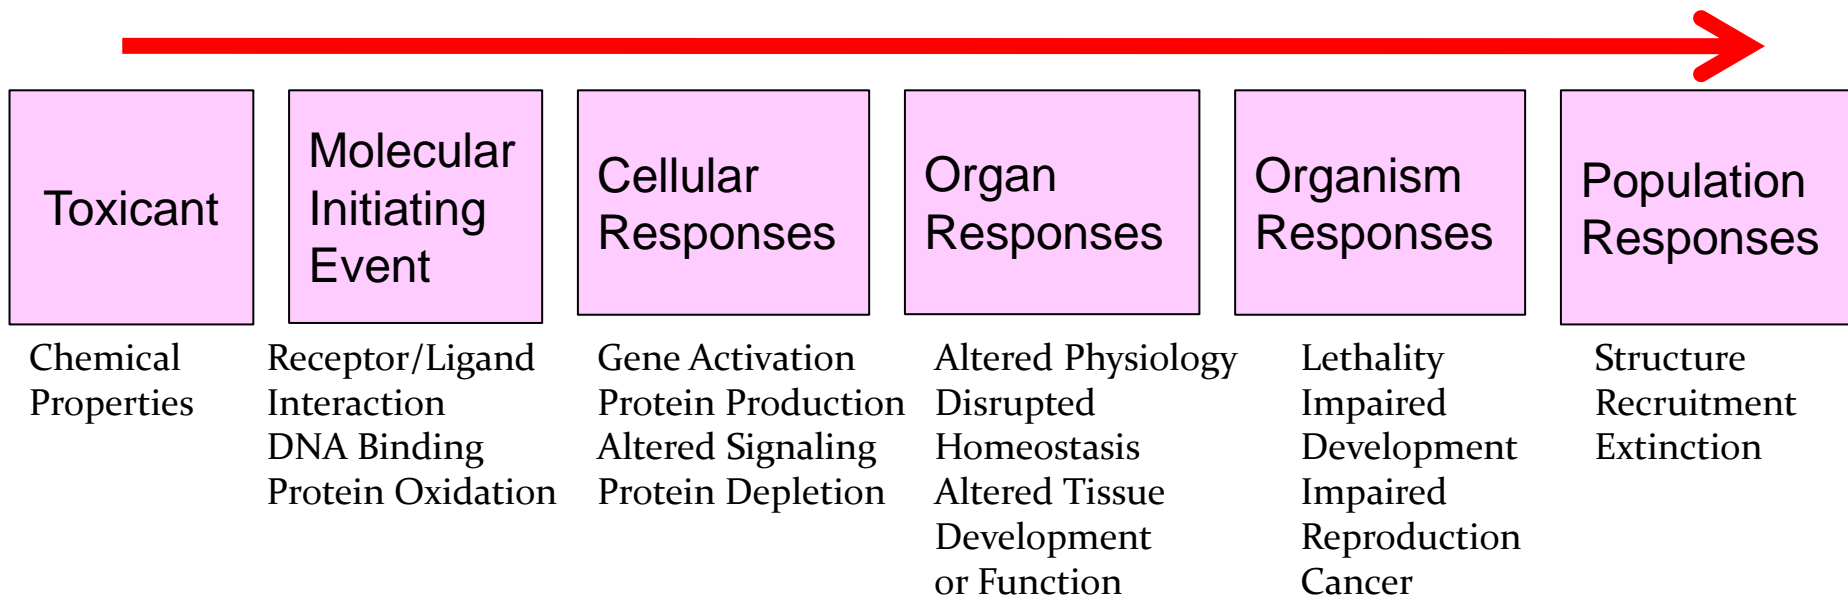 Toxicant
Chemical
Properties
Molecular
Initiating
Event
Receptor/Ligand
Interaction
DNA Binding
Protein Oxidation
Cellular
Responses
Gene Activation
Protein Production
Altered Signaling
Protein Depletion
Organ
Responses
Altered Physiology
Disrupted
Homeostasis
Altered Tissue
Development
or Function
Organism
Responses
Lethality
Impaired
Development
Impaired
Reproduction
Cancer
Population
Responses
Structure
Recruitment
Extinction